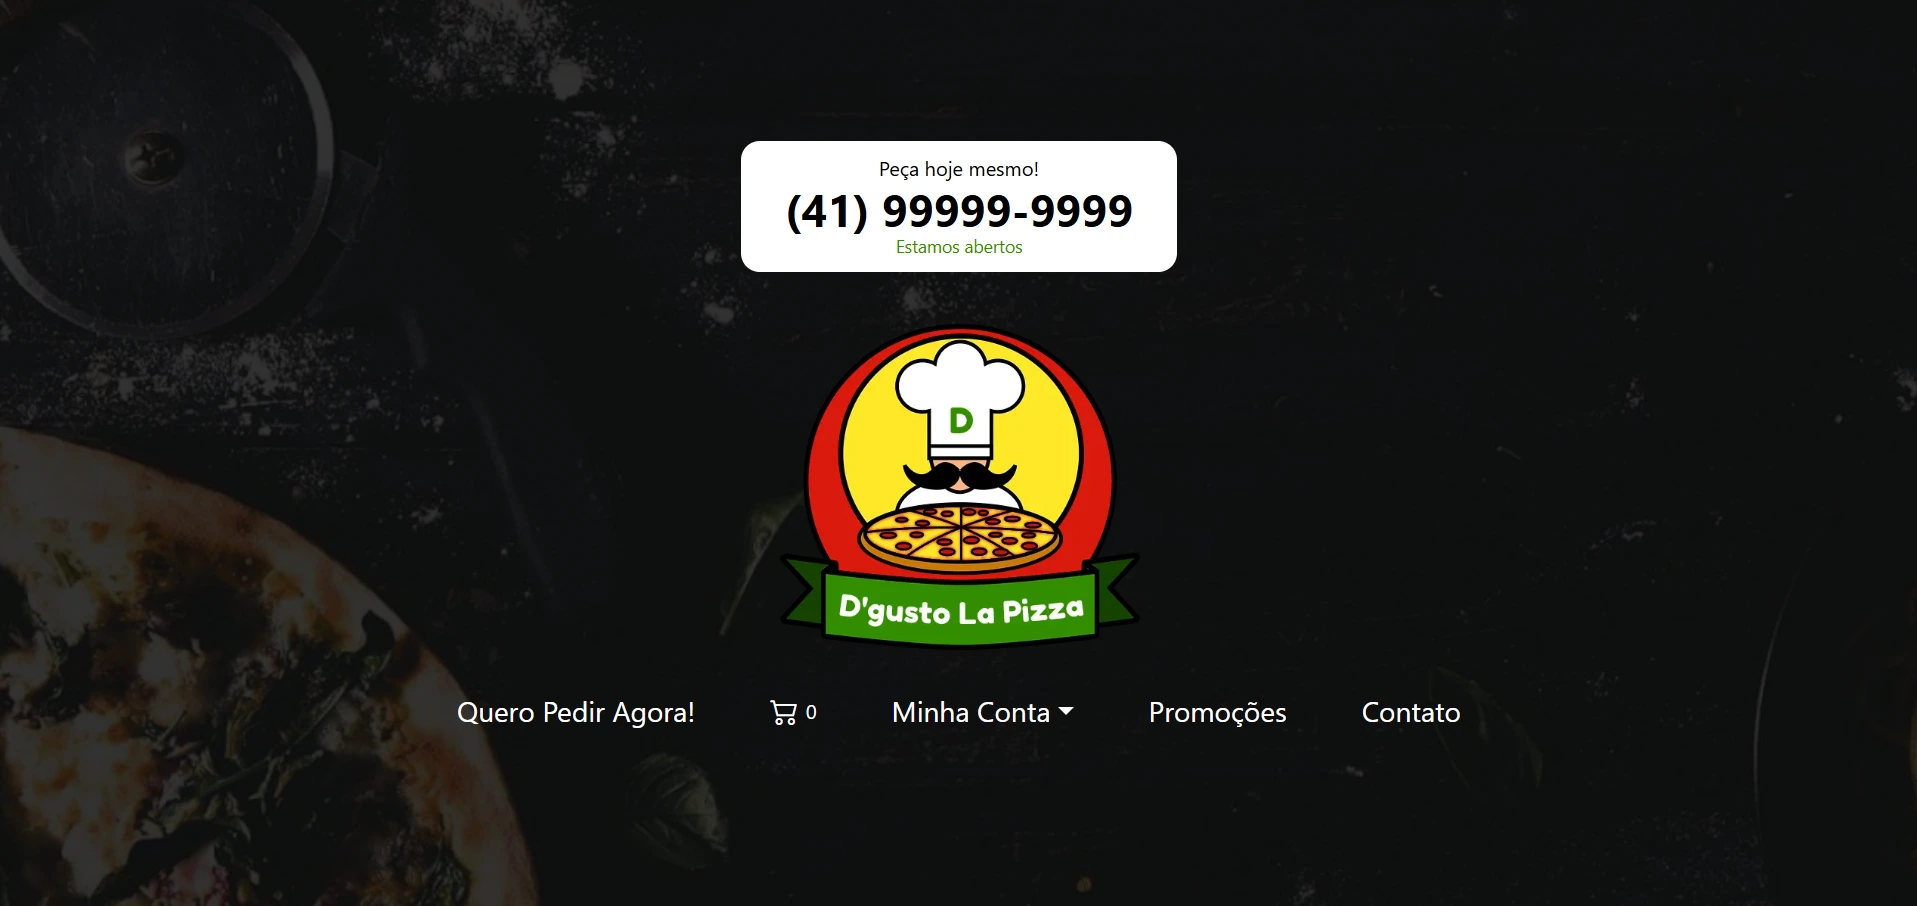 Peça hoje mesmo!
(41) 99999-9999
Estamos abertos
D
D'gusto La Pizza
Quero Pedir Agora! 0 Minha Conta Promoções Contato